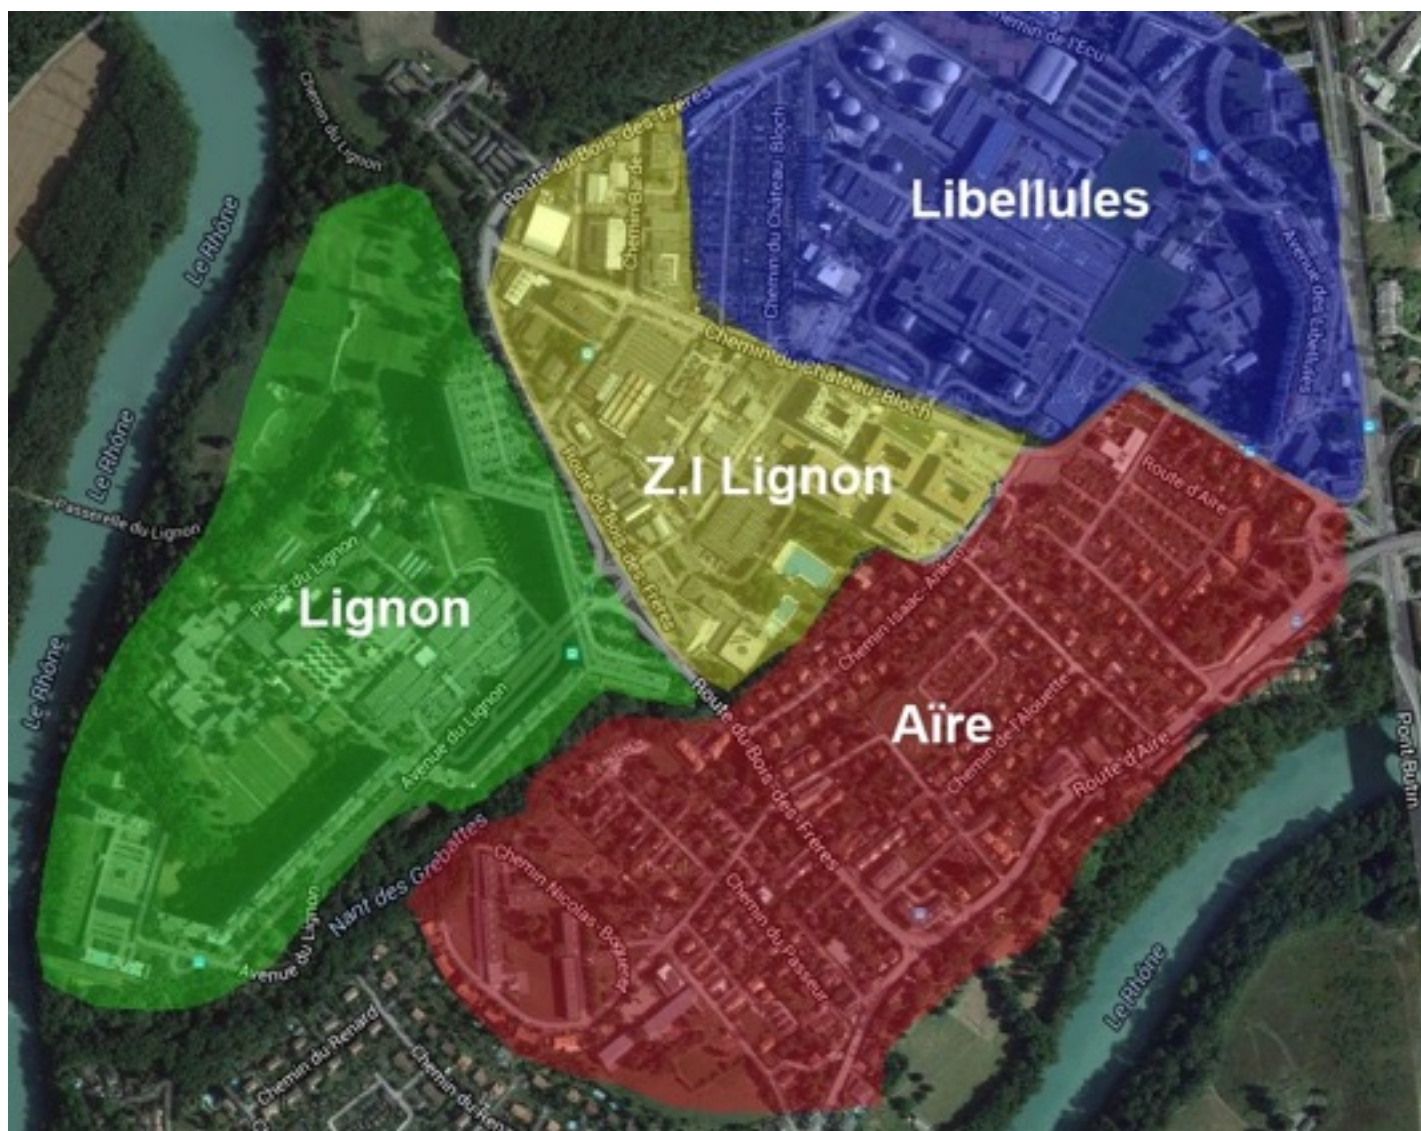 Chemin de l'Ecu
Chemin du Lignon
Route du Bois des Frères
Chemin du Château Bloch
Libellules
Avenue des Libellules
Le Rhône
Chemin du Château-Bloch
Le Rhône
Z.I Lignon
Route d'Aïre
Passerelle du Lignon
Route du Bois-des-Frères
Place du Lignon
Lignon
Chemin Isaac-Anken
Le Rhône
Aïre
Chemin de l'Alouette
Avenue du Lignon
Route du Bois-des-Frères
Route d'Aïre
Pont Butin
Nant des Grebattes
Chemin Nicolas-Bogueret
Chemin du Passeur
Avenue du Lignon
Le Rhône
Chemin du Renard